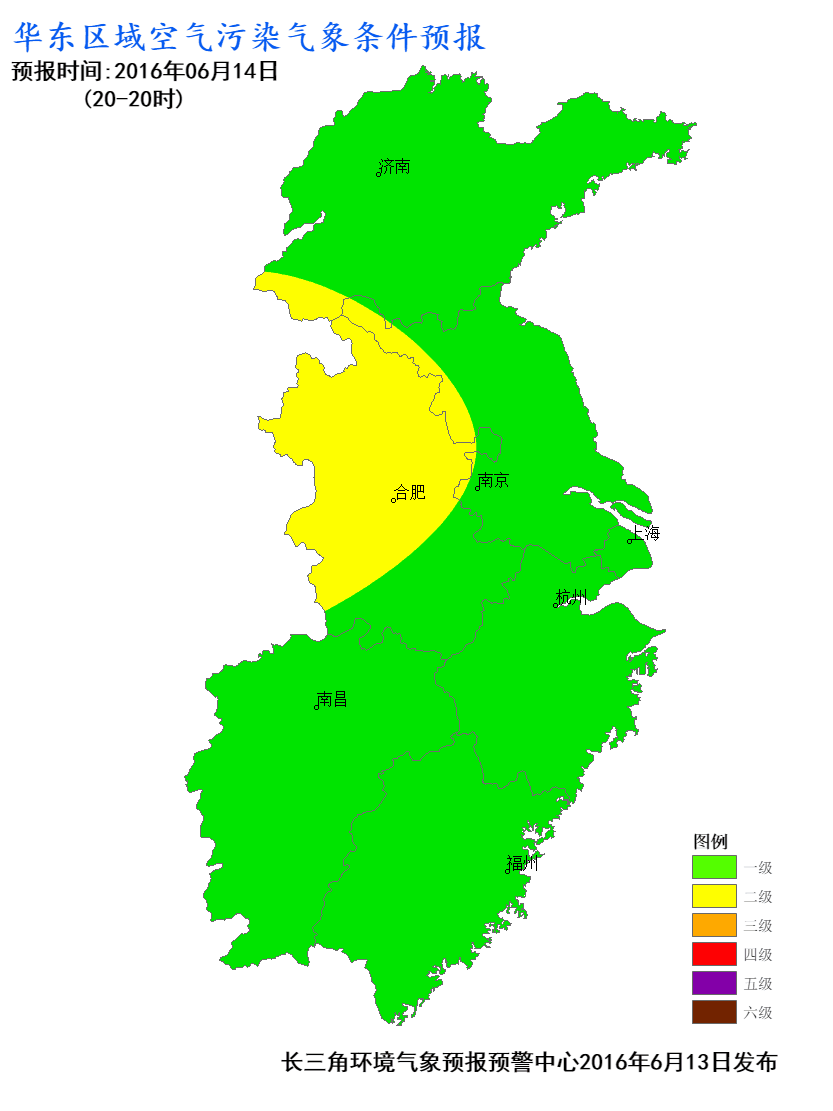 华东区域空气污染气象条件预报
预报时间:2016年06月14日
(20-20时)
济南
合肥
南京
上海
杭州
南昌
福州
图例
一级
二级
三级
四级
五级
六级
长三角环境气象预报预警中心2016年6月13日发布